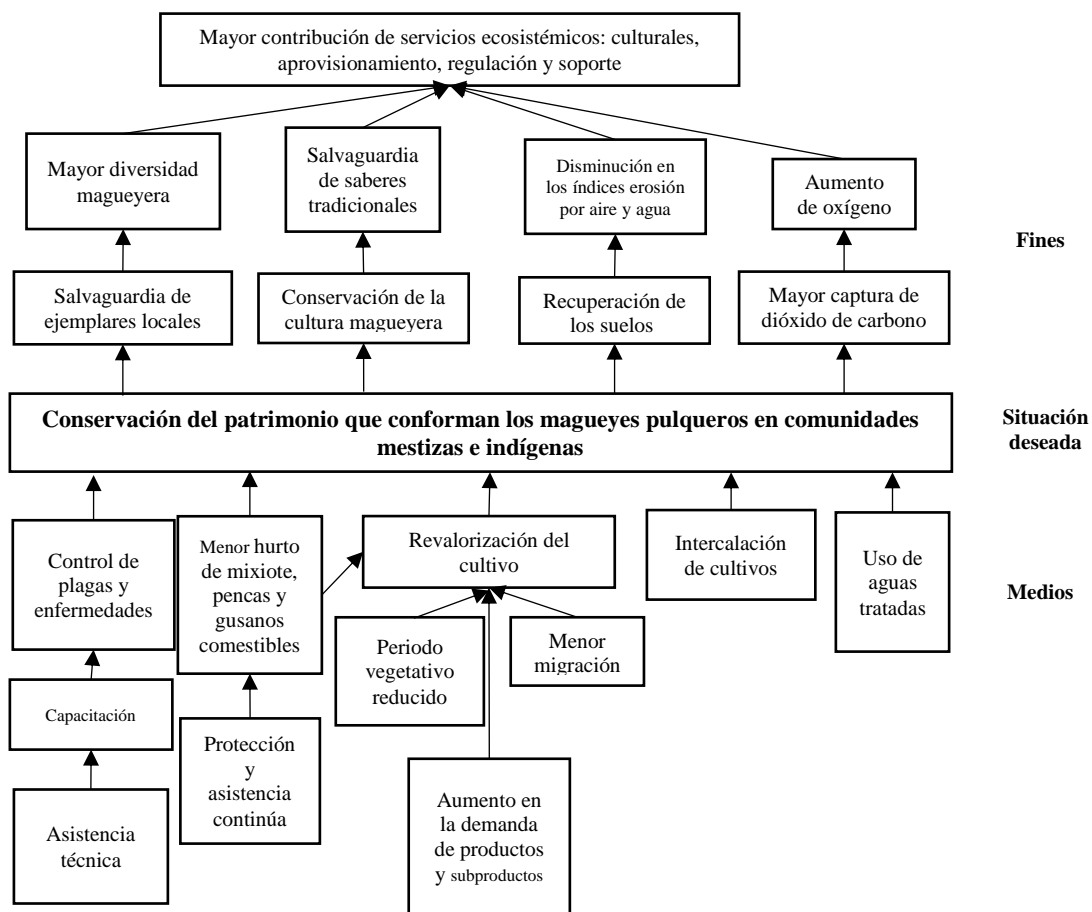 Mayor contribución de servicios ecosistémicos: culturales,
aprovisionamiento, regulación y soporte
Mayor diversidad
magueyera
Salvaguardia
de saberes
tradicionales
Disminución en
los índices erosión
por aire y agua
Aumento
de oxígeno
Fines
Salvaguardia de
ejemplares locales
Conservación de la
cultura magueyera
Recuperación de
los suelos
Mayor captura de
dióxido de carbono
Conservación del patrimonio que conforman los magueyes pulqueros en comunidades
mestizas e indígenas
Situación
deseada
Control de
plagas y
enfermedades
Menor hurto
de mixiote,
pencas y
gusanos
comestibles
Revalorización del
cultivo
Intercalación
de cultivos
Uso de
aguas
tratadas
Medios
Periodo
vegetativo
reducido
Menor
migración
Capacitación
Protección
y
asistencia
continúa
Aumento en
la demanda
de productos
y subproductos
Asistencia
técnica